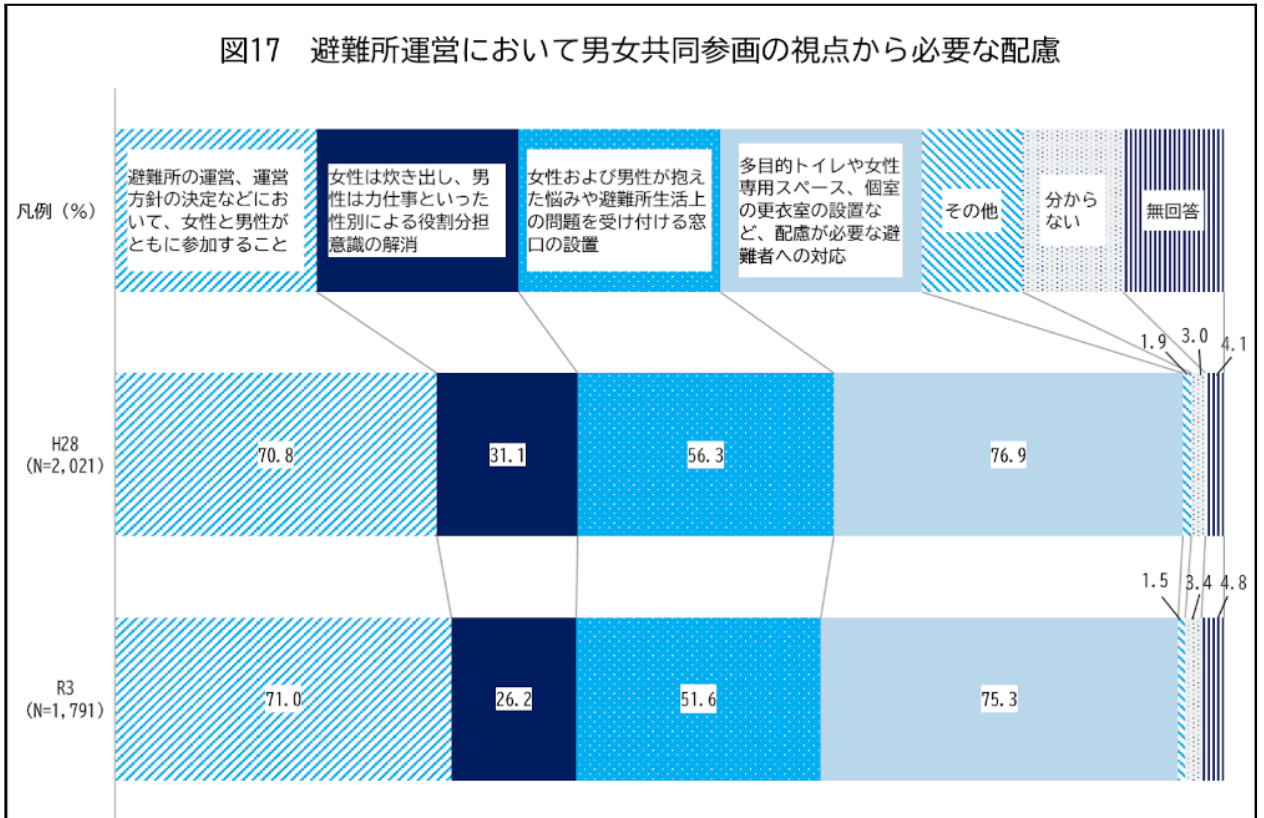 図17　避難所運営において男女共同参画の視点から必要な配慮
凡例（%）
避難所の運営、運営
方針の決定などにお
いて、女性と男性が
ともに参加すること
女性は炊き出し、男
性は力仕事といった
性別による役割分担
意識の解消
女性および男性が抱え
た悩みや避難所生活上
の問題を受け付ける窓
口の設置
多目的トイレや女性
専用スペース、個室
の更衣室の設置な
ど、配慮が必要な避
難者への対応
その他
分から
ない
無回答
1.9
3.0
4.1
H28
(N=2,021)
70.8
31.1
56.3
76.9
1.5
3.4
4.8
R3
(N=1,791)
71.0
26.2
51.6
75.3